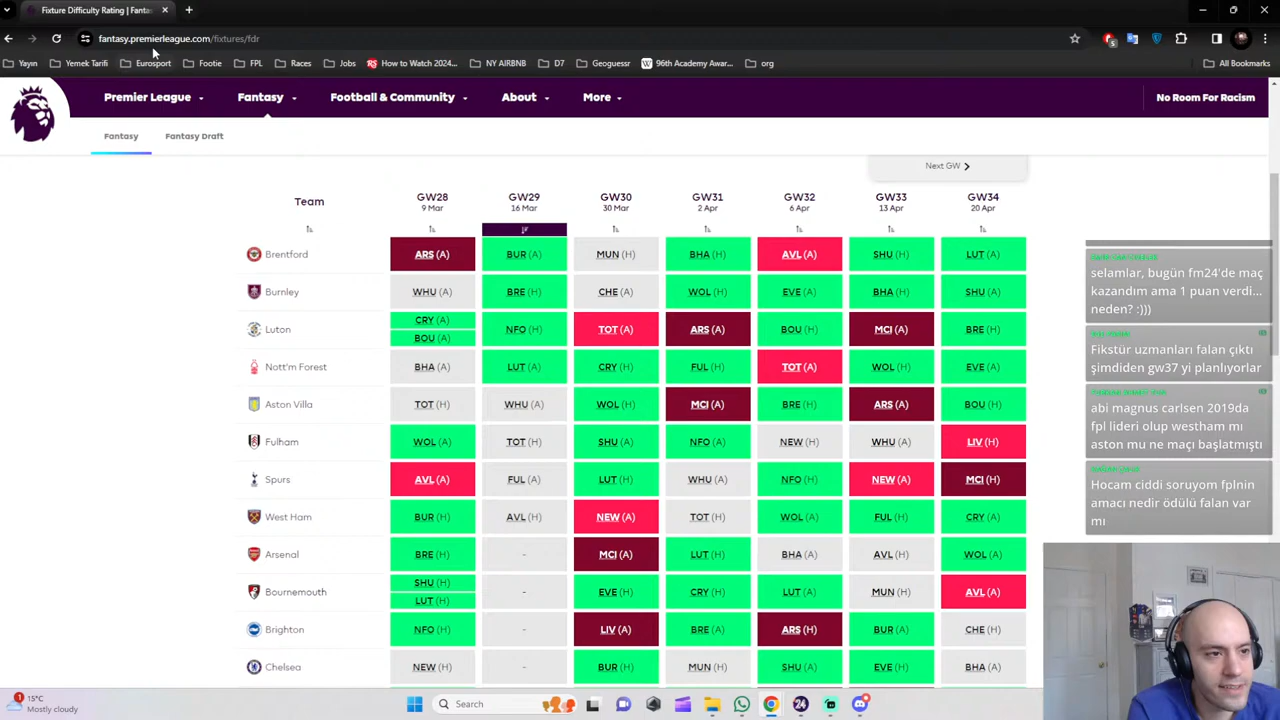 Fixture Difficulty Rating | Fantas
fantasy.premierleague.com/fixtures/fdr
Yayın Yemek Tarifi Eurosport Footie FPL Races Jobs How to Watch 2024... NY AIRBNB D7 Geoguessr 96th Academy Awar... org All Bookmarks
Premier League Fantasy Football & Community About More No Room For Racism
Fantasy Fantasy Draft
Next GW
Team GW28 GW29 GW30 GW31 GW32 GW33 GW34
9 Mar 16 Mar 30 Mar 2 Apr 6 Apr 13 Apr 20 Apr
Brentford ARS (A) BUR (A) MUN (H) BHA (H) AVL (A) SHU (H) LUT (A)
Burnley WHU (A) BRE (H) CHE (A) WOL (H) EVE (A) BHA (H) SHU (A)
Luton CRY (A) BOU (A) NFO (H) TOT (A) ARS (A) BOU (H) MCI (A) BRE (H)
Nott'm Forest BHA (A) LUT (A) CRY (H) FUL (H) TOT (A) WOL (H) EVE (A)
Aston Villa TOT (H) WHU (A) WOL (H) MCI (A) BRE (H) ARS (A) BOU (H)
Fulham WOL (A) TOT (H) SHU (A) NFO (A) NEW (H) WHU (A) LIV (H)
Spurs AVL (A) FUL (A) LUT (H) WHU (A) NFO (H) NEW (A) MCI (H)
West Ham BUR (H) AVL (H) NEW (A) TOT (H) WOL (A) FUL (H) CRY (A)
Arsenal BRE (H) - MCI (A) LUT (H) BHA (A) AVL (H) WOL (A)
Bournemouth SHU (H) LUT (H) - EVE (H) CRY (H) LUT (A) MUN (H) AVL (A)
Brighton NFO (H) - LIV (A) BRE (A) ARS (H) BUR (A) CHE (H)
Chelsea NEW (H) - BUR (H) MUN (H) SHU (A) EVE (H) BHA (A)
selamlar, bugün fm24'de maç
kazandım ama 1 puan verdi...
neden? :)))
Fikstür uzmanları falan çıktı
şimdiden gw37 yi planlıyorlar
abi magnus carlsen 2019da
fpl lideri olup westham mı
aston mu ne maçı başlatmıştı
Hocam ciddi soruyom fplnin
amacı nedir ödülü falan var
mı
1
15°C
Mostly cloudy
Search
24